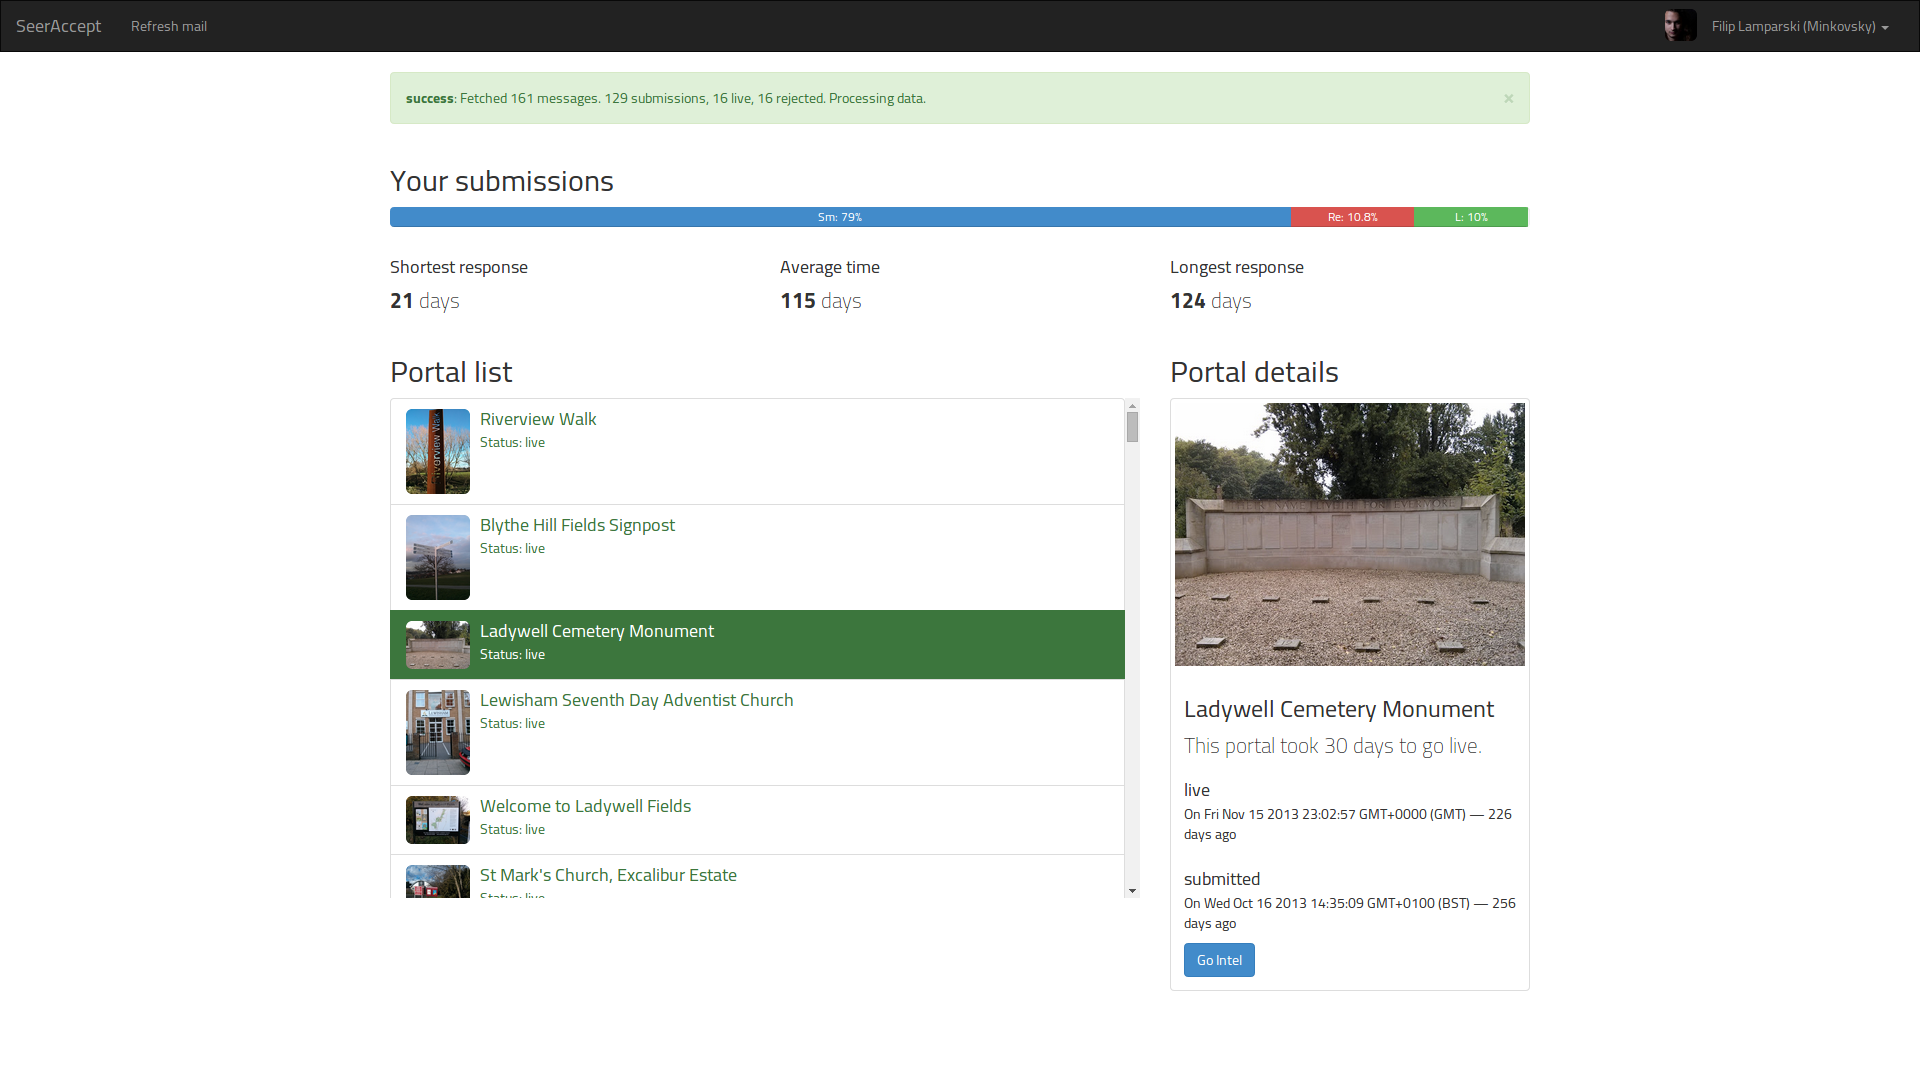 SeerAccept
Refresh mail
Filip Lamparski (Minkovsky)
success: Fetched 161 messages. 129 submissions, 16 live, 16 rejected. Processing data.
×
Your submissions
Sm: 79%
Re: 10.8%
L: 10%
Shortest response
21 days
Average time
115 days
Longest response
124 days
Portal list
Riverview Walk
Status: live
Blythe Hill Fields Signpost
Status: live
Ladywell Cemetery Monument
Status: live
Lewisham Seventh Day Adventist Church
Status: live
Welcome to Ladywell Fields
Status: live
St Mark's Church, Excalibur Estate
Status: live
Portal details
Ladywell Cemetery Monument
This portal took 30 days to go live.
live
On Fri Nov 15 2013 23:02:57 GMT+0000 (GMT) — 226
days ago
submitted
On Wed Oct 16 2013 14:35:09 GMT+0100 (BST) — 256
days ago
Go Intel